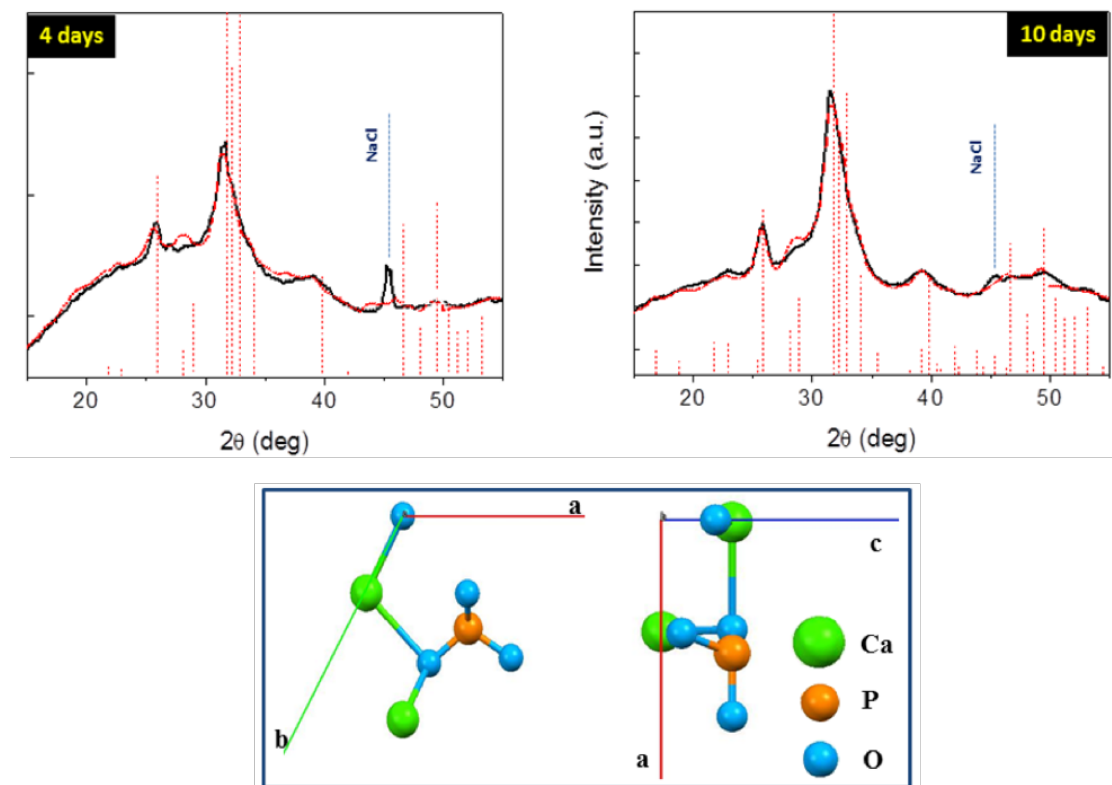 4 days
NaCl
20
30
40
50
2θ (deg)
10 days
Intensity (a.u.)
NaCl
20
30
40
50
2θ (deg)
a
b
c
a
Ca
P
O